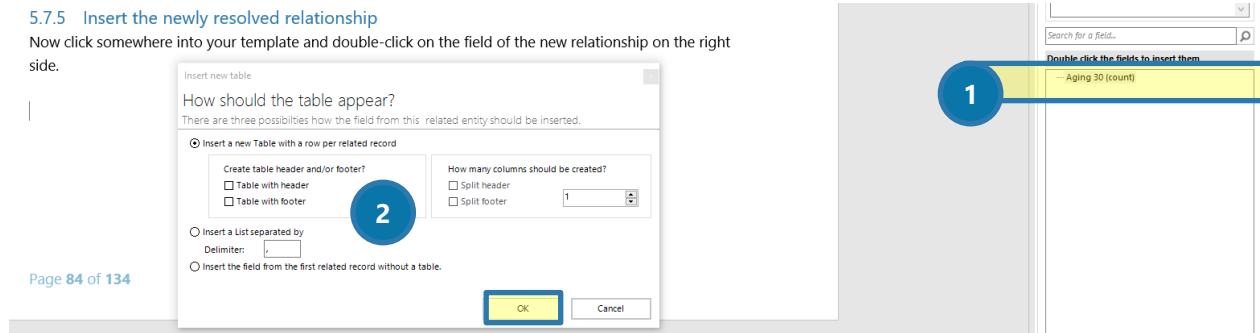 5.7.5 Insert the newly resolved relationship
Now click somewhere into your template and double-click on the field of the new relationship on the right
side.
Insert new table
How should the table appear?
There are three possibilties how the field from this related entity should be inserted.
Insert a new Table with a row per related record
Create table header and/or footer?
Table with header
Table with footer
How many columns should be created?
Split header
Split footer
1
2
Insert a List separated by
Delimiter: ,
Insert the field from the first related record without a table.
OK
Cancel
Page 84 of 134
Search for a field...
Double click the fields to insert them
Aging 30 (count)
1